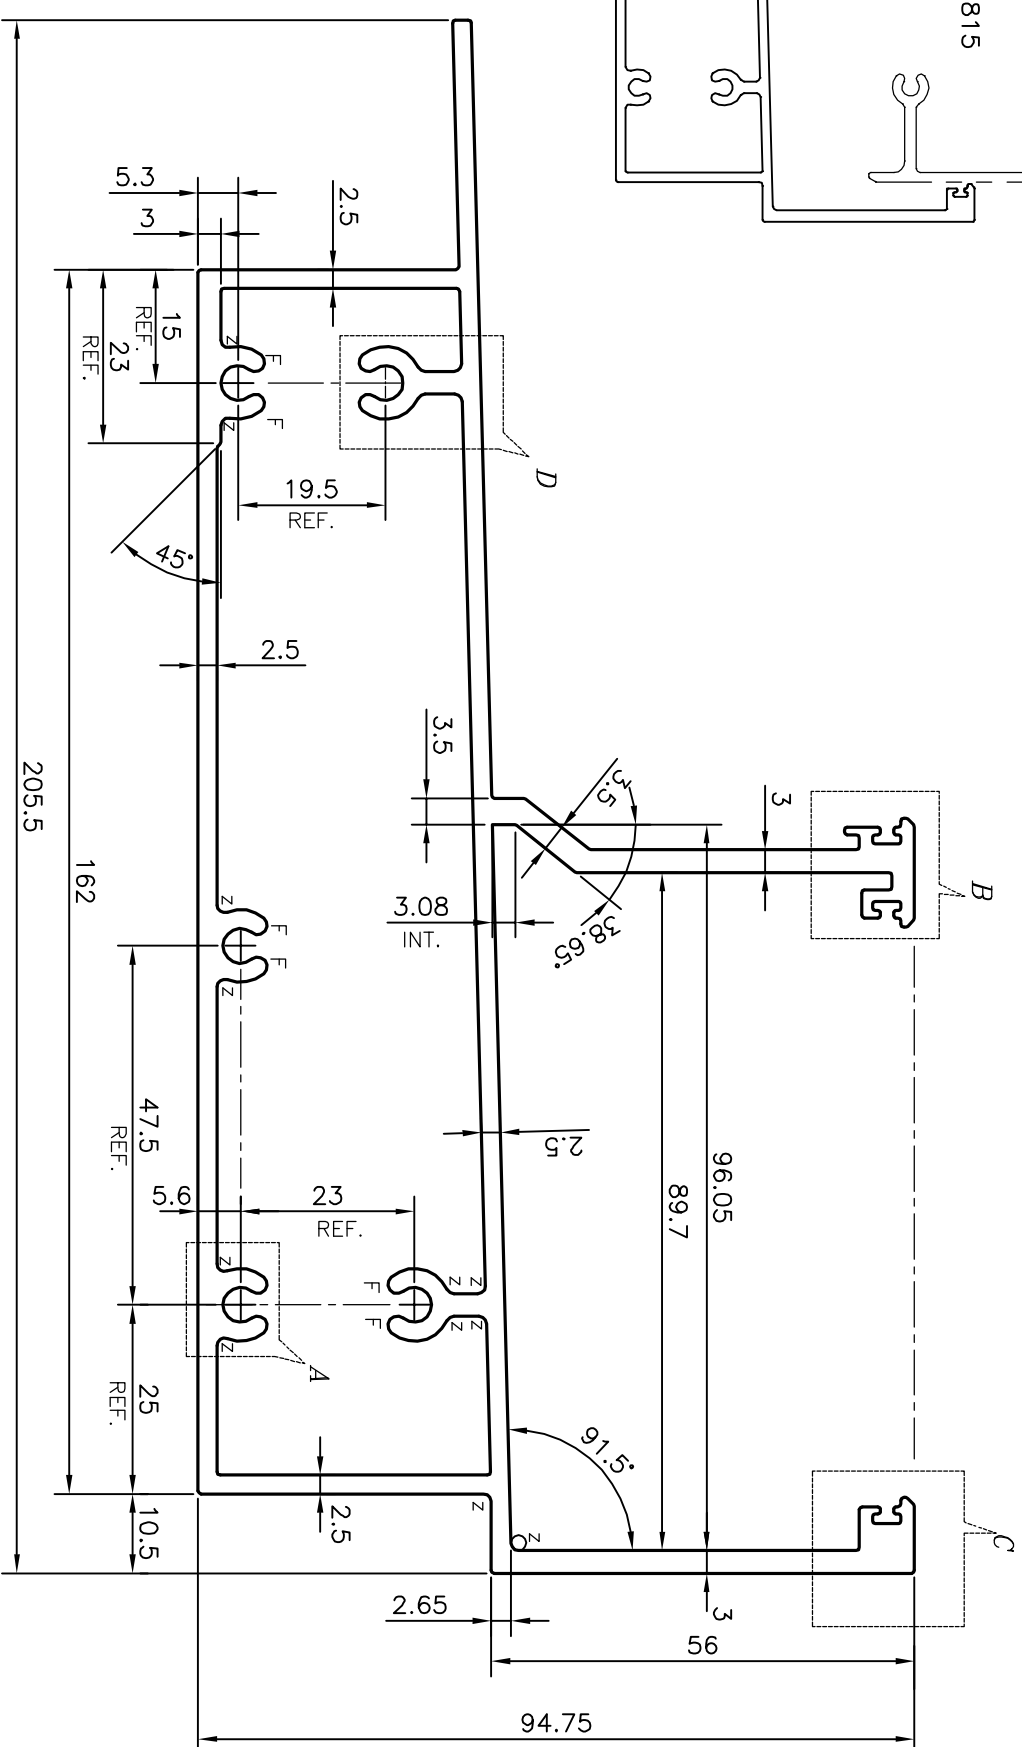 815
5.3
3
2.5
15
REF.
23
REF.
Z
F
F
Z
D
19.5
REF.
45°
2.5
3.5
3.5
3
38.65°
3.08
INT.
B
205.5
162
Z
F
F
Z
47.5
REF.
2.5
96.05
89.7
5.6
23
REF.
Z
Z
F
F
Z
Z
Z
Z
A
25
REF.
91.5°
10.5
2.5
Z
Z
C
2.65
3
56
94.75